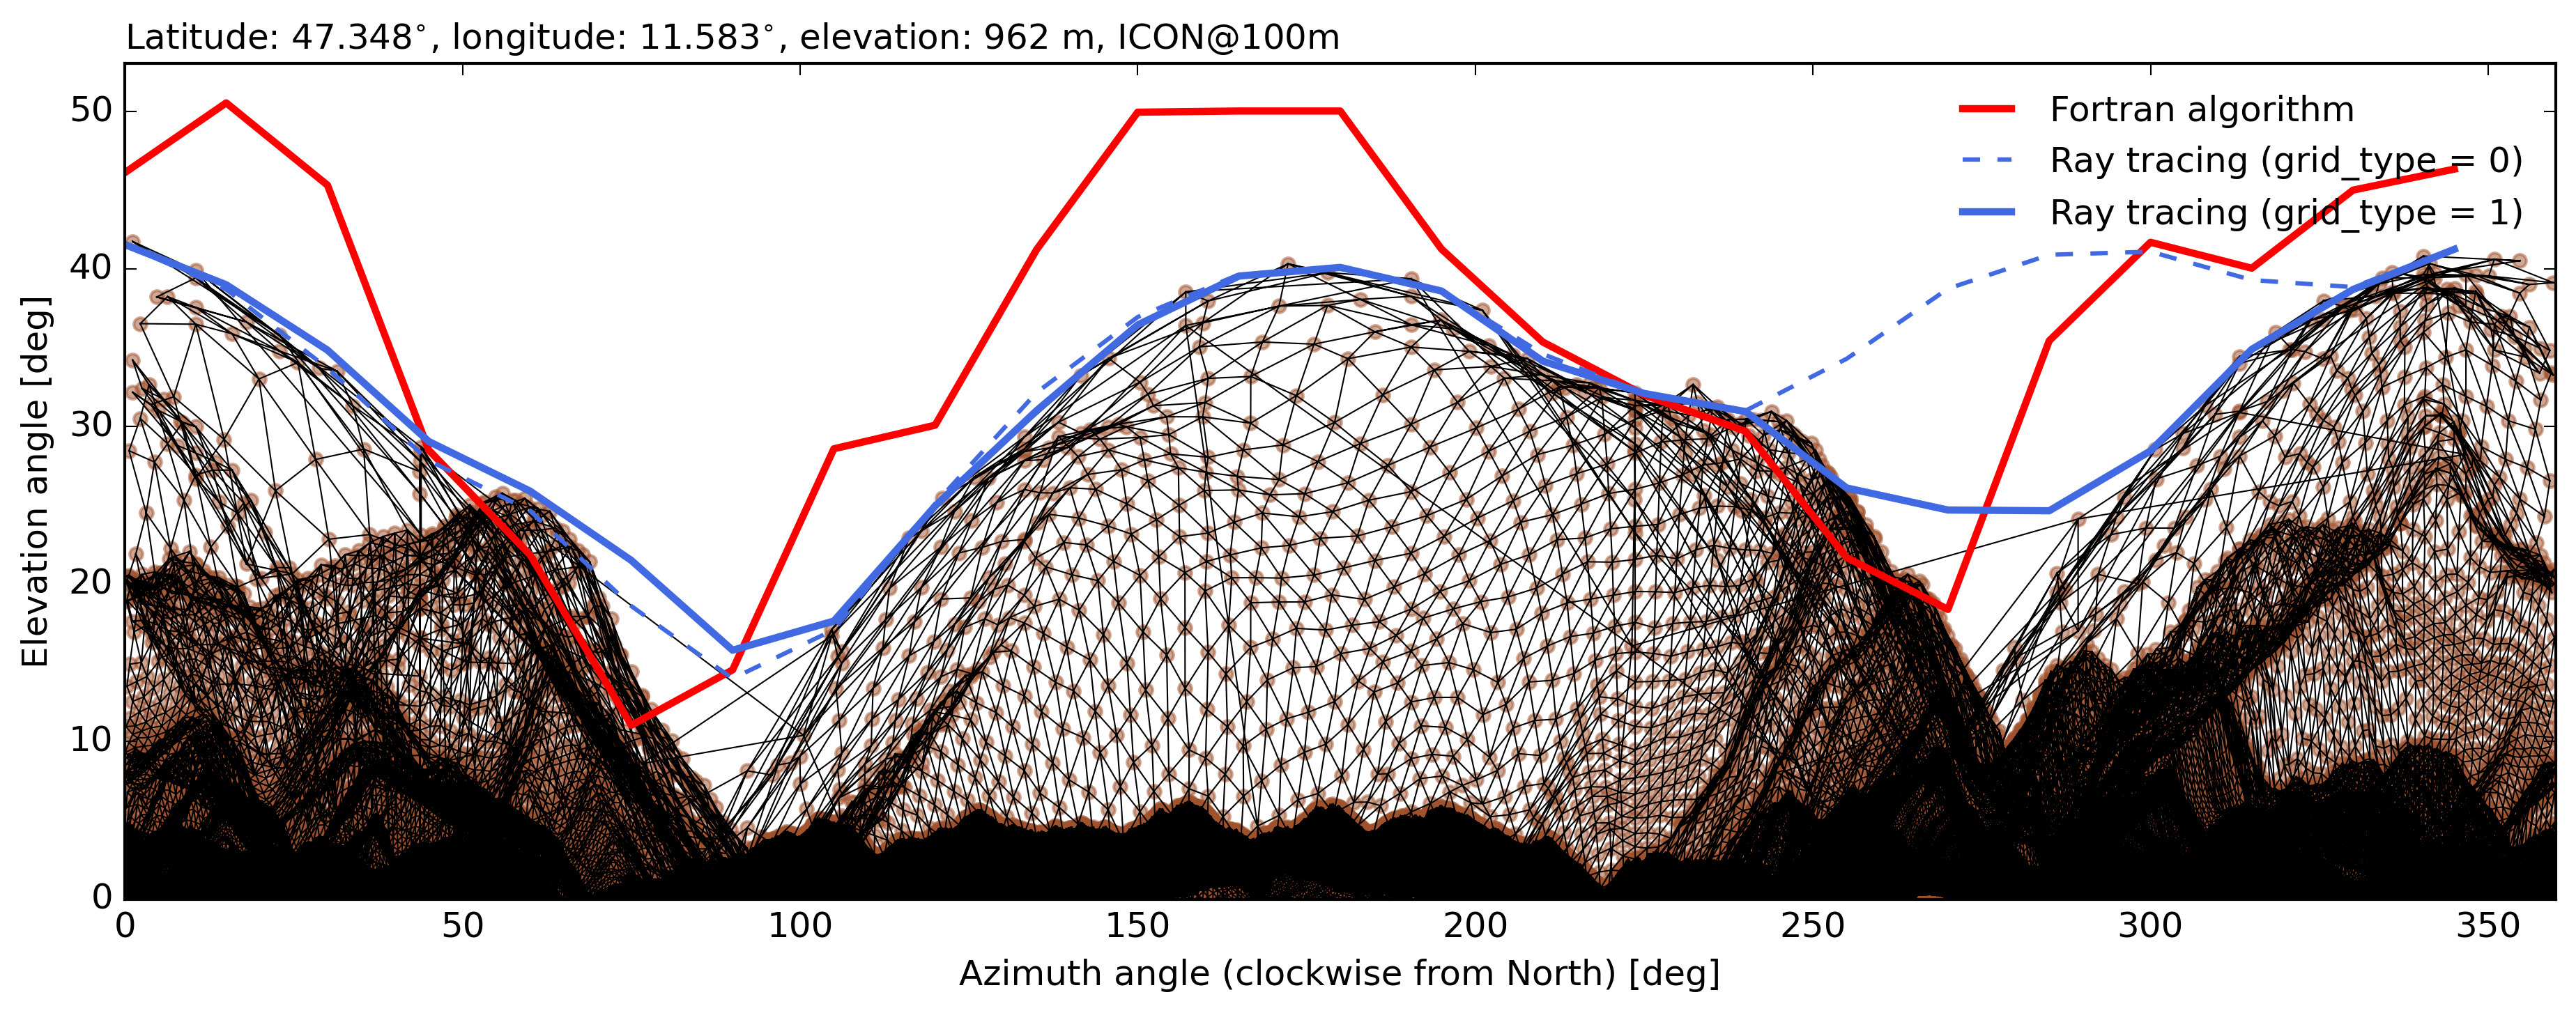 Latitude: 47.348°, longitude: 11.583°, elevation: 962 m, ICON@100m
Elevation angle [deg]
50
40
30
20
10
0
Fortran algorithm
Ray tracing (grid_type = 0)
Ray tracing (grid_type = 1)
0 50 100 150 200 250 300 350
Azimuth angle (clockwise from North) [deg]